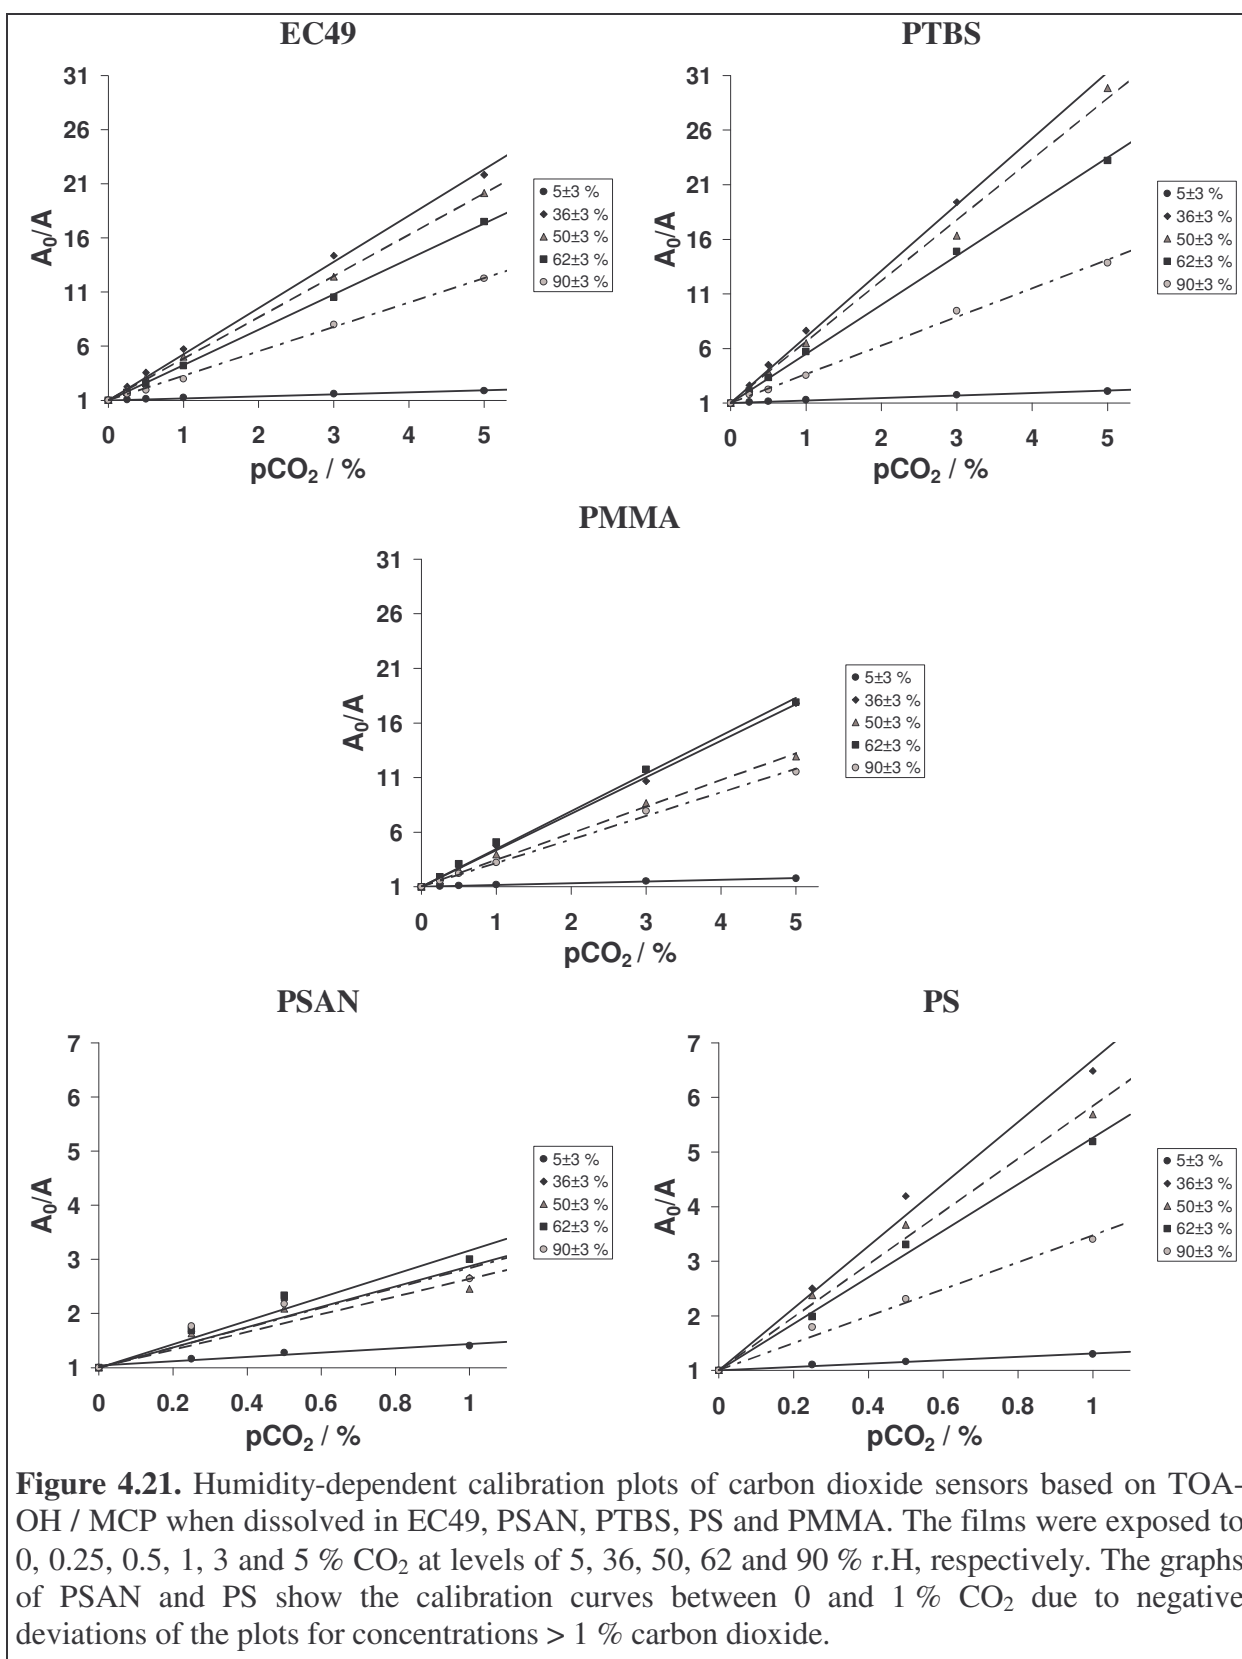 EC49
31
26
21
16
11
6
1
A0/A
0 1 2 3 4 5
pCO2 / %
5±3 %
36±3 %
50±3 %
62±3 %
90±3 %
PTBS
31
26
21
16
11
6
1
A0/A
0 1 2 3 4 5
pCO2 / %
5±3 %
36±3 %
50±3 %
62±3 %
90±3 %
PMMA
31
26
21
16
11
6
1
A0/A
0 1 2 3 4 5
pCO2 / %
5±3 %
36±3 %
50±3 %
62±3 %
90±3 %
PSAN
7
6
5
4
3
2
1
A0/A
0 0.2 0.4 0.6 0.8 1
pCO2 / %
5±3 %
36±3 %
50±3 %
62±3 %
90±3 %
PS
7
6
5
4
3
2
1
A0/A
0 0.2 0.4 0.6 0.8 1
pCO2 / %
5±3 %
36±3 %
50±3 %
62±3 %
90±3 %
Figure 4.21. Humidity-dependent calibration plots of carbon dioxide sensors based on TOA-
OH / MCP when dissolved in EC49, PSAN, PTBS, PS and PMMA. The films were exposed to
0, 0.25, 0.5, 1, 3 and 5 % CO2 at levels of 5, 36, 50, 62 and 90 % r.H, respectively. The graphs
of PSAN and PS show the calibration curves between 0 and 1 % CO2 due to negative
deviations of the plots for concentrations > 1 % carbon dioxide.